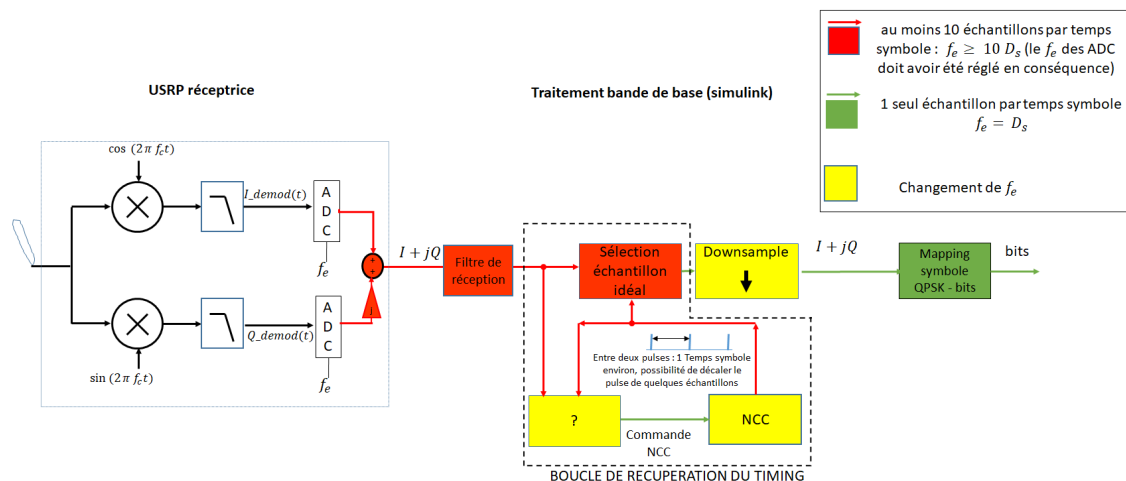 au moins 10 échantillons par temps
symbole : f_e ≥ 10 D_s (le f_e des ADC
doit avoir été réglé en conséquence)
1 seul échantillon par temps symbole
f_e = D_s
Changement de f_e
USRP réceptrice
Traitement bande de base (simulink)
cos (2π f_c t)
I_demod(t)
A
D
C
f_e
+
+
I + jQ
Filtre de
réception
Sélection
échantillon
idéal
Downsample
I + jQ
Mapping
symbole
QPSK - bits
bits
j
Q_demod(t)
A
D
C
f_e
sin (2π f_c t)
Entre deux pulses : 1 Temps symbole
environ, possibilité de décaler le
pulse de quelques échantillons
?
Commande
NCC
NCC
BOUCLE DE RECUPERATION DU TIMING